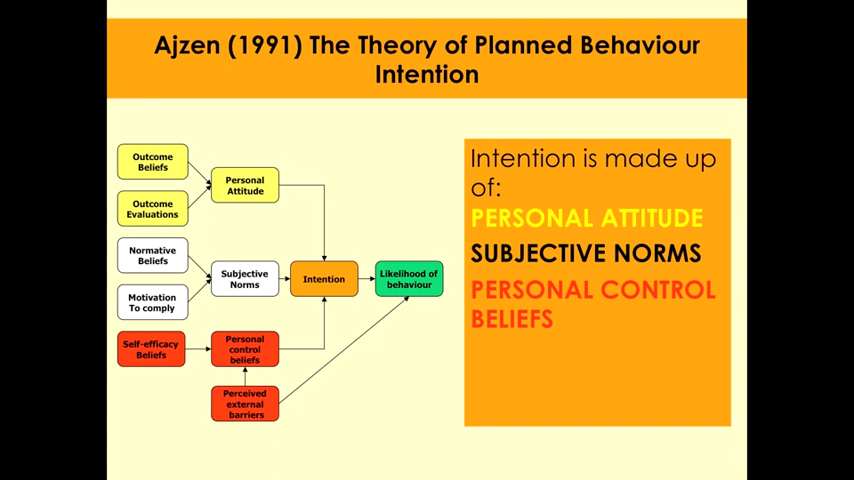 Ajzen (1991) The Theory of Planned Behaviour
Intention
Outcome
Beliefs
Outcome
Evaluations
Personal
Attitude
Normative
Beliefs
Motivation
To comply
Subjective
Norms
Intention
Likelihood of
behaviour
Self-efficacy
Beliefs
Personal
control
beliefs
Perceived
external
barriers
Intention is made up
of:
PERSONAL ATTITUDE
SUBJECTIVE NORMS
PERSONAL CONTROL
BELIEFS